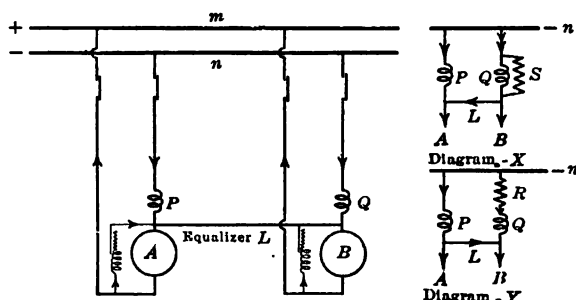 + m
− n
P
Q
Equalizer L
A
B
− n
P Q S
L
A B
Diagram - X
− n
R
P Q
L
A B
Diagram - Y